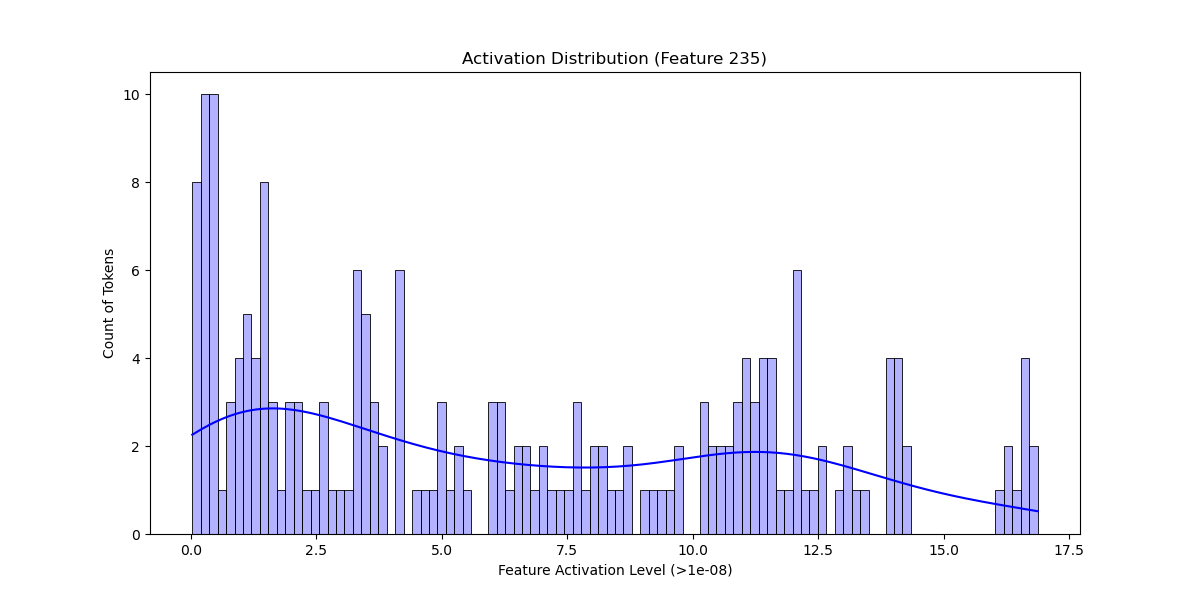 Activation Distribution (Feature 235)
Count of Tokens
10
8
6
4
2
0
0.0 2.5 5.0 7.5 10.0 12.5 15.0 17.5
Feature Activation Level (>1e-08)